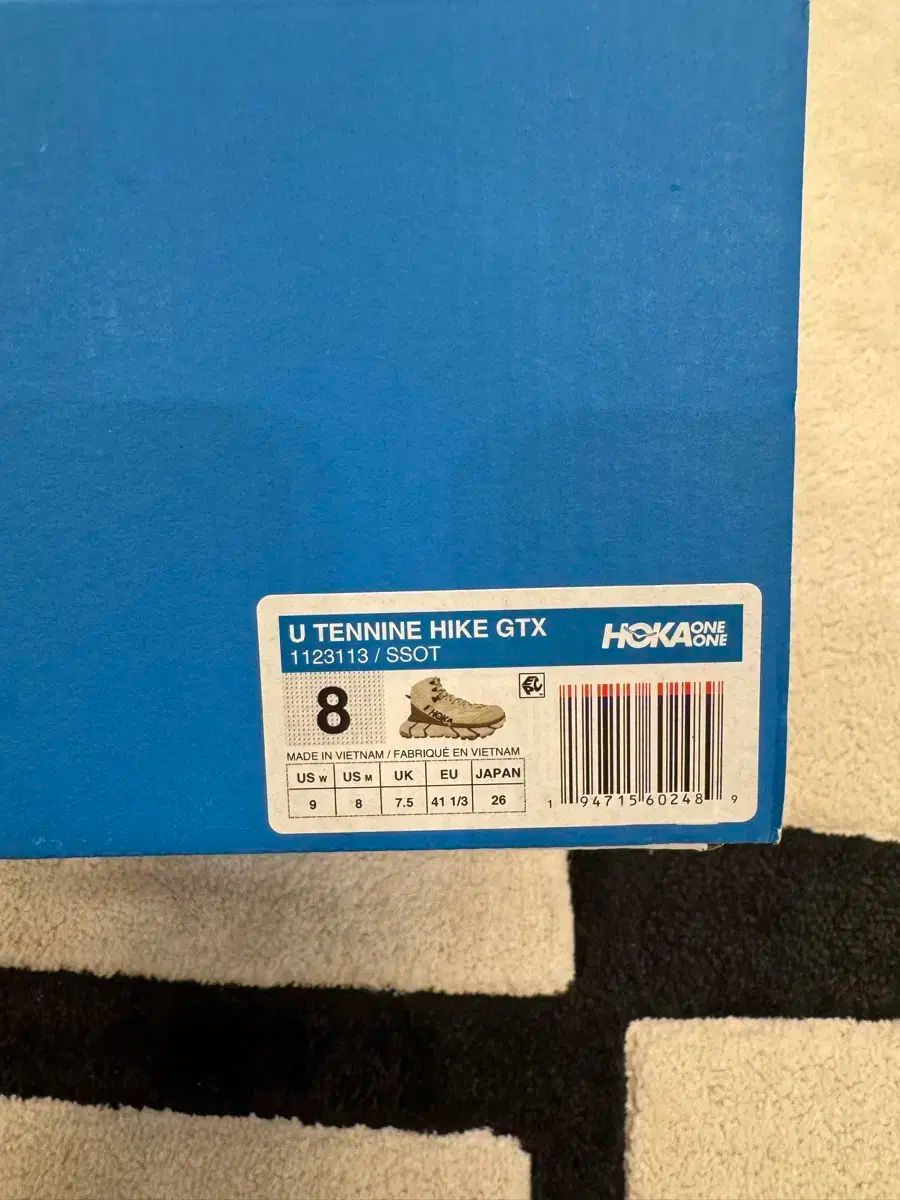 U TENNINE HIKE GTX
1123113 / SSOT
HOKA ONE ONE
8
HOKA
MADE IN VIETNAM / FABRIQUÉ EN VIETNAM
US W US M UK EU JAPAN
9 8 7.5 41 1/3 26
1 94715 60248 9